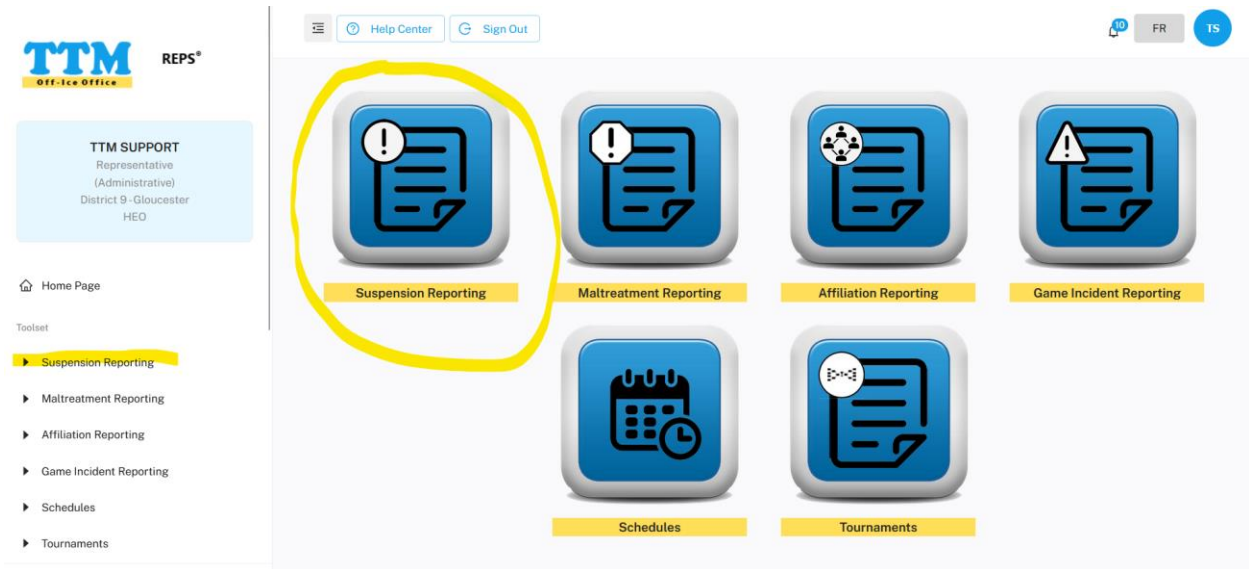 TTM
Off-Ice Office
REPS®
TTM SUPPORT
Representative
(Administrative)
District 9 - Gloucester
HEO
Home Page
Toolset
Suspension Reporting
Maltreatment Reporting
Affiliation Reporting
Game Incident Reporting
Schedules
Tournaments
Help Center
Sign Out
10
FR
TS
Suspension Reporting
Maltreatment Reporting
Affiliation Reporting
Game Incident Reporting
Schedules
Tournaments